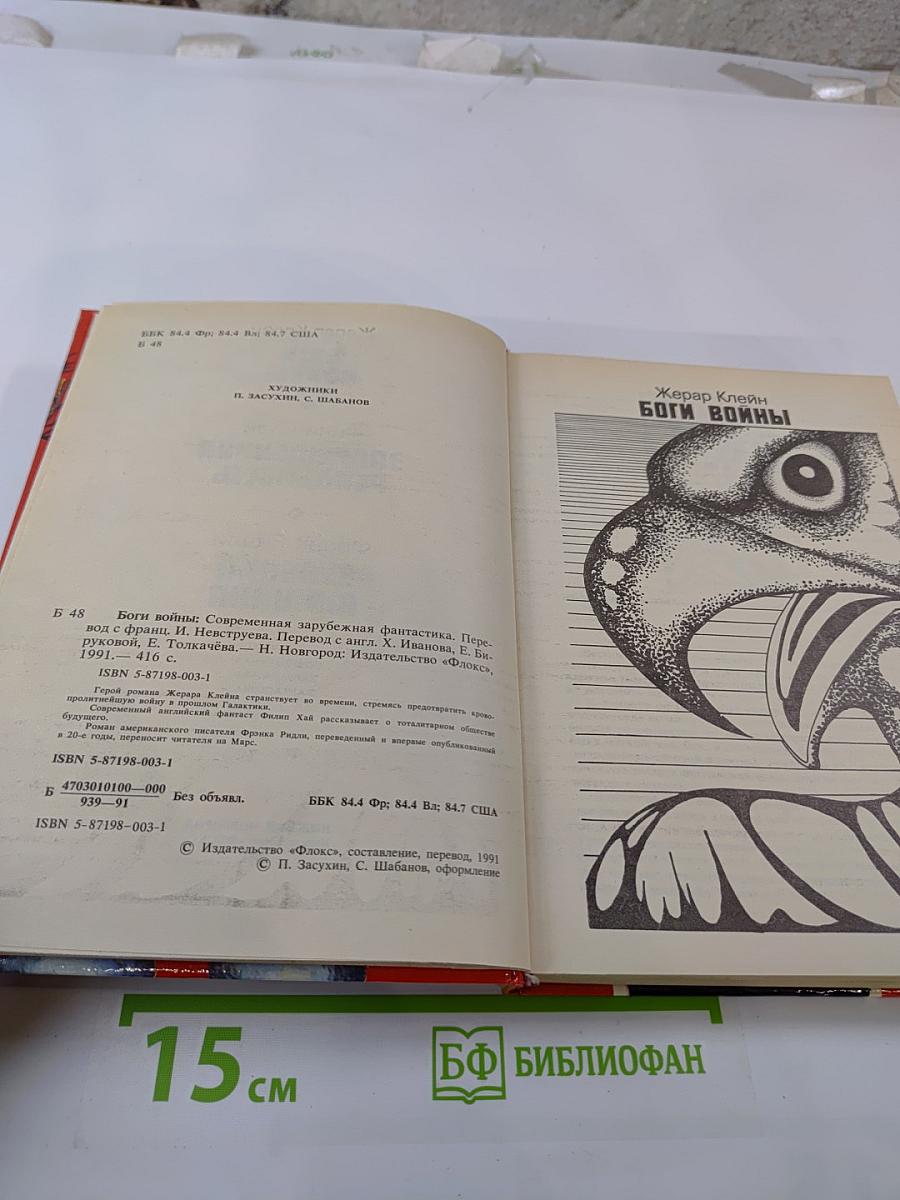 ББК 84.4 Фр; 84.4 Вл; 84.7 США
Б 48
ХУДОЖНИКИ
П. ЗАСУХИН, С. ШАБАНОВ
Б 48 Боги войны: Современная зарубежная фантастика. Пере-
вод с франц. И. Невструева. Перевод с англ. Х. Иванова, Е. Би-
руковой, Е. Толкачёва.— Н. Новгород: Издательство «Флокс»,
1991.— 416 с.
ISBN 5-87198-003-1
Герой романа Жерара Клейна странствует во времени, стремясь предотвратить крово-
пролитнейшую войну в прошлом Галактики.
Современный английский фантаст Филип Хай рассказывает о тоталитарном обществе
будущего.
Роман американского писателя Фрэнка Ридли, переведенный и впервые опубликованный
в 20-е годы, переносит читателя на Марс.
ISBN 5-87198-003-1
Б 4703010100—000
939—91 Без объявл. ББК 84.4 Фр; 84.4 Вл; 84.7 США
ISBN 5-87198-003-1
© Издательство «Флокс», составление, перевод, 1991
© П. Засухин, С. Шабанов, оформление
Жерар Клейн
БОГИ ВОЙНЫ
15 см
БФ БИБЛИОФАН